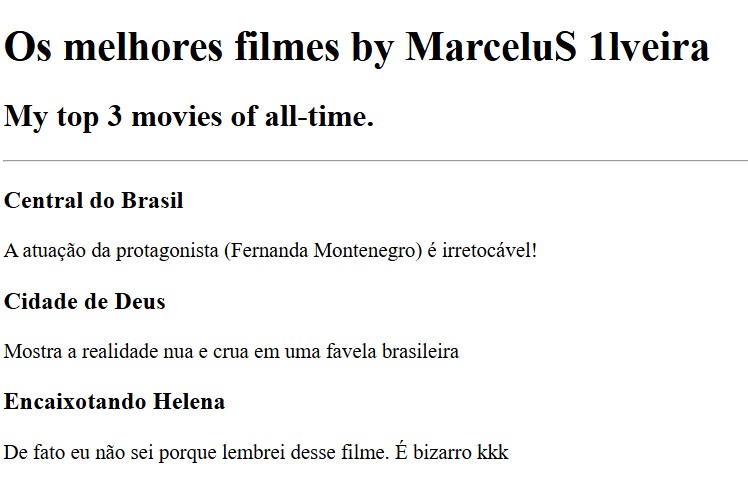 Os melhores filmes by MarceluS 1lveira
My top 3 movies of all-time.
Central do Brasil
A atuação da protagonista (Fernanda Montenegro) é irretocável!
Cidade de Deus
Mostra a realidade nua e crua em uma favela brasileira
Encaixotando Helena
De fato eu não sei porque lembrei desse filme. É bizarro kkk